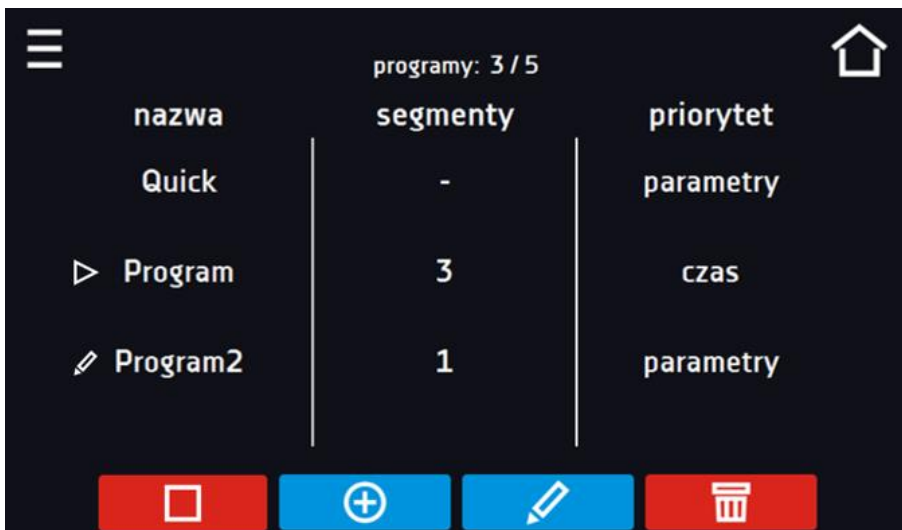 programy: 3 / 5
nazwa segmenty priorytet
Quick - parametry
Program 3 czas
Program2 1 parametry